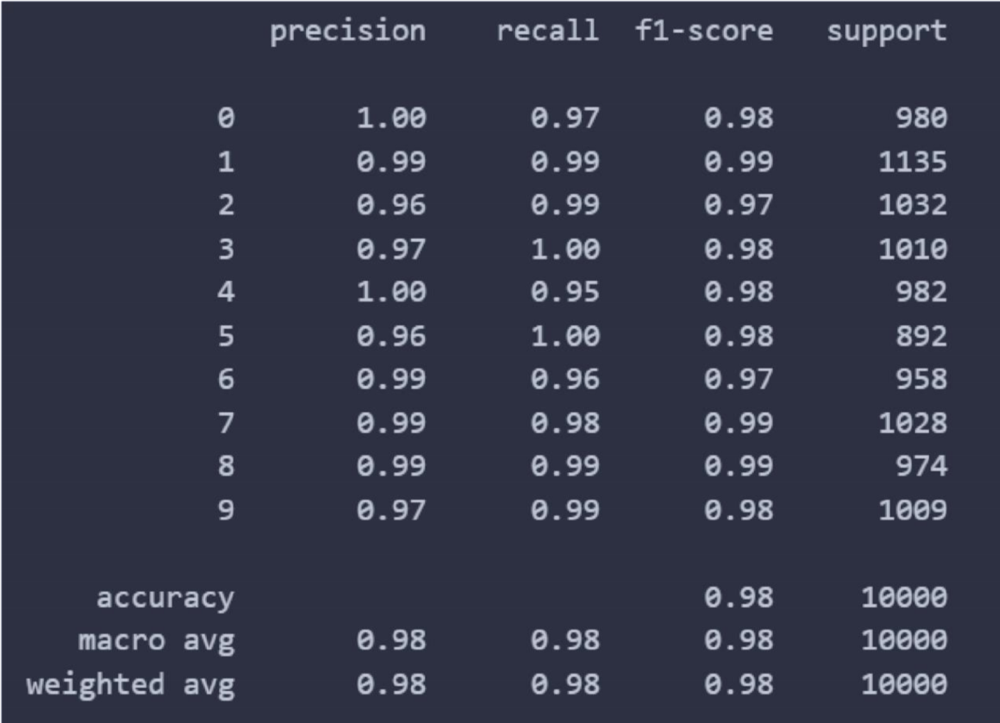 precision recall f1-score support
0 1.00 0.97 0.98 980
1 0.99 0.99 0.99 1135
2 0.96 0.99 0.97 1032
3 0.97 1.00 0.98 1010
4 1.00 0.95 0.98 982
5 0.96 1.00 0.98 892
6 0.99 0.96 0.97 958
7 0.99 0.98 0.99 1028
8 0.99 0.99 0.99 974
9 0.97 0.99 0.98 1009
accuracy 0.98 10000
macro avg 0.98 0.98 0.98 10000
weighted avg 0.98 0.98 0.98 10000